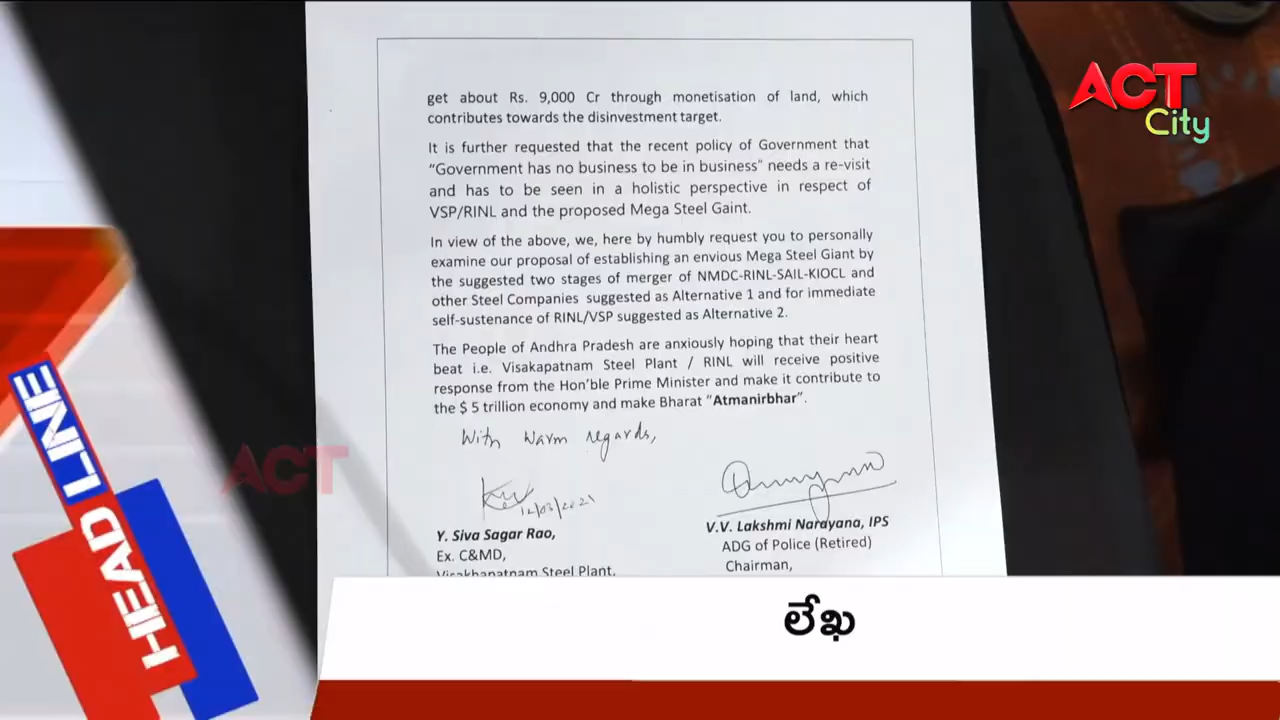 get about Rs. 9,000 Cr through monetisation of land, which
contributes towards the disinvestment target.
It is further requested that the recent policy of Government that
“Government has no business to be in business” needs a re-visit
and has to be seen in a holistic perspective in respect of
VSP/RINL and the proposed Mega Steel Gaint.
In view of the above, we, here by humbly request you to personally
examine our proposal of establishing an envious Mega Steel Giant by
the suggested two stages of merger of NMDC-RINL-SAIL-KIOCL and
other Steel Companies suggested as Alternative 1 and for immediate
self-sustenance of RINL/VSP suggested as Alternative 2.
The People of Andhra Pradesh are anxiously hoping that their heart
beat i.e. Visakapatnam Steel Plant / RINL will receive positive
response from the Hon’ble Prime Minister and make it contribute to
the $ 5 trillion economy and make Bharat “Atmanirbhar”.
With Warm regards,
12/03/2021
Y. Siva Sagar Rao,
Ex. C&MD,
Visakhapatnam Steel Plant,
V.V. Lakshmi Narayana, IPS
ADG of Police (Retired)
Chairman,
ACT
City
HEAD LINE
ACT
లేఖ